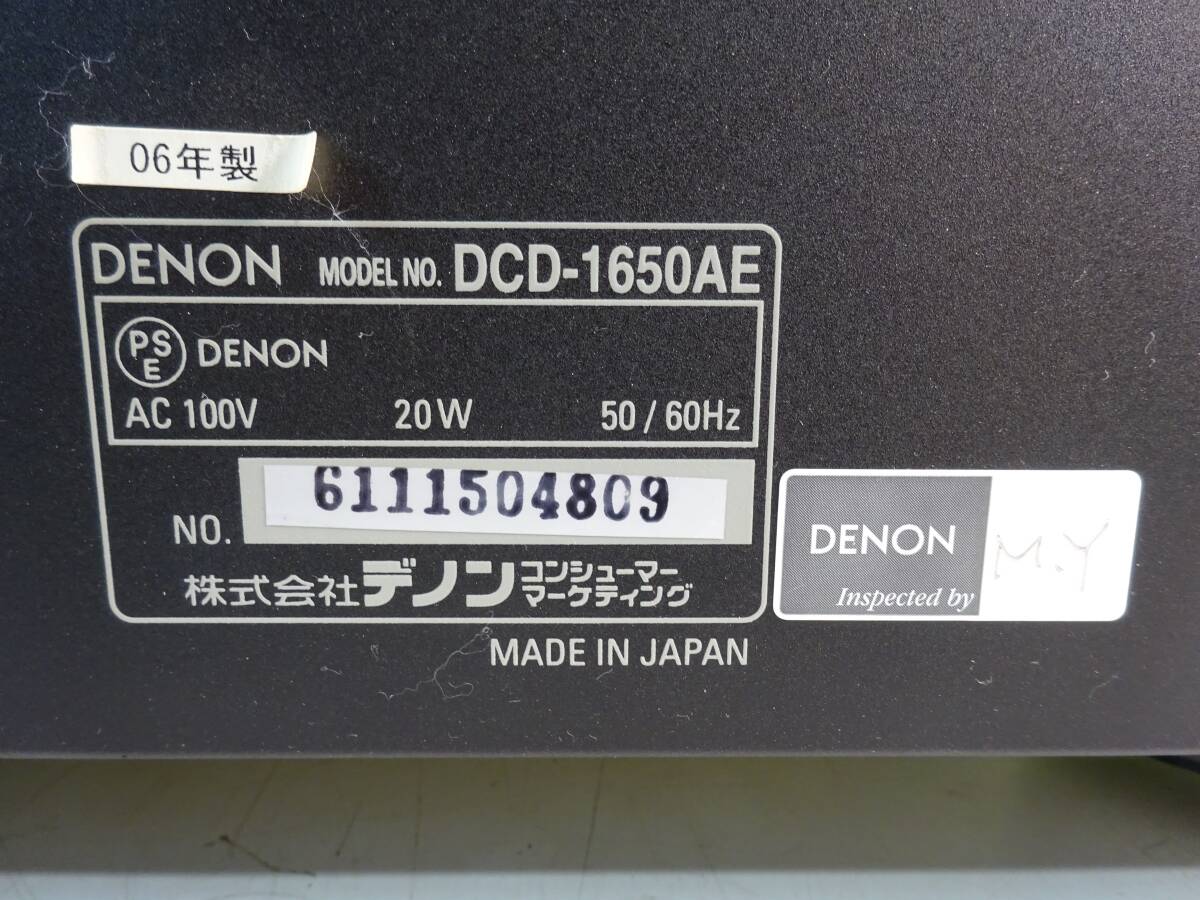 06年製
DENON MODEL NO. DCD-1650AE
PSE DENON
AC 100V 20W 50/60Hz
NO. 61111504809
株式会社デノンコンシューマーマーケティング
MADE IN JAPAN
DENON M.Y
Inspected by